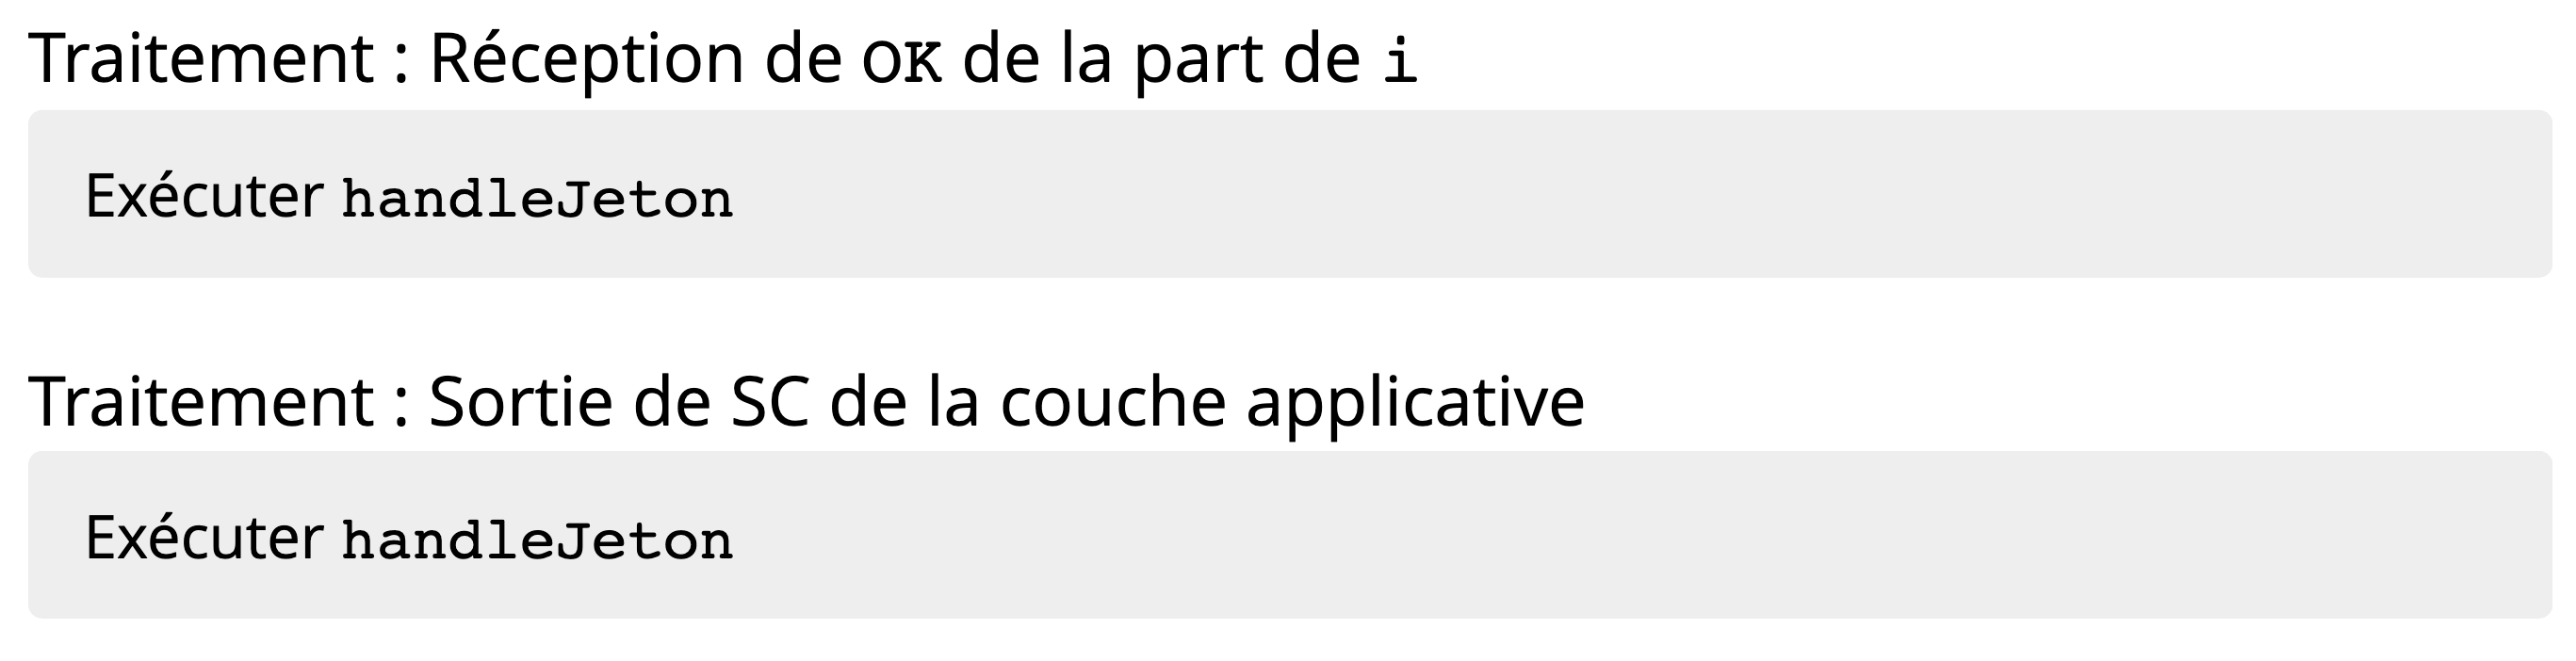 Traitement : Réception de OK de la part de i
Exécuter handleJeton
Traitement : Sortie de SC de la couche applicative
Exécuter handleJeton